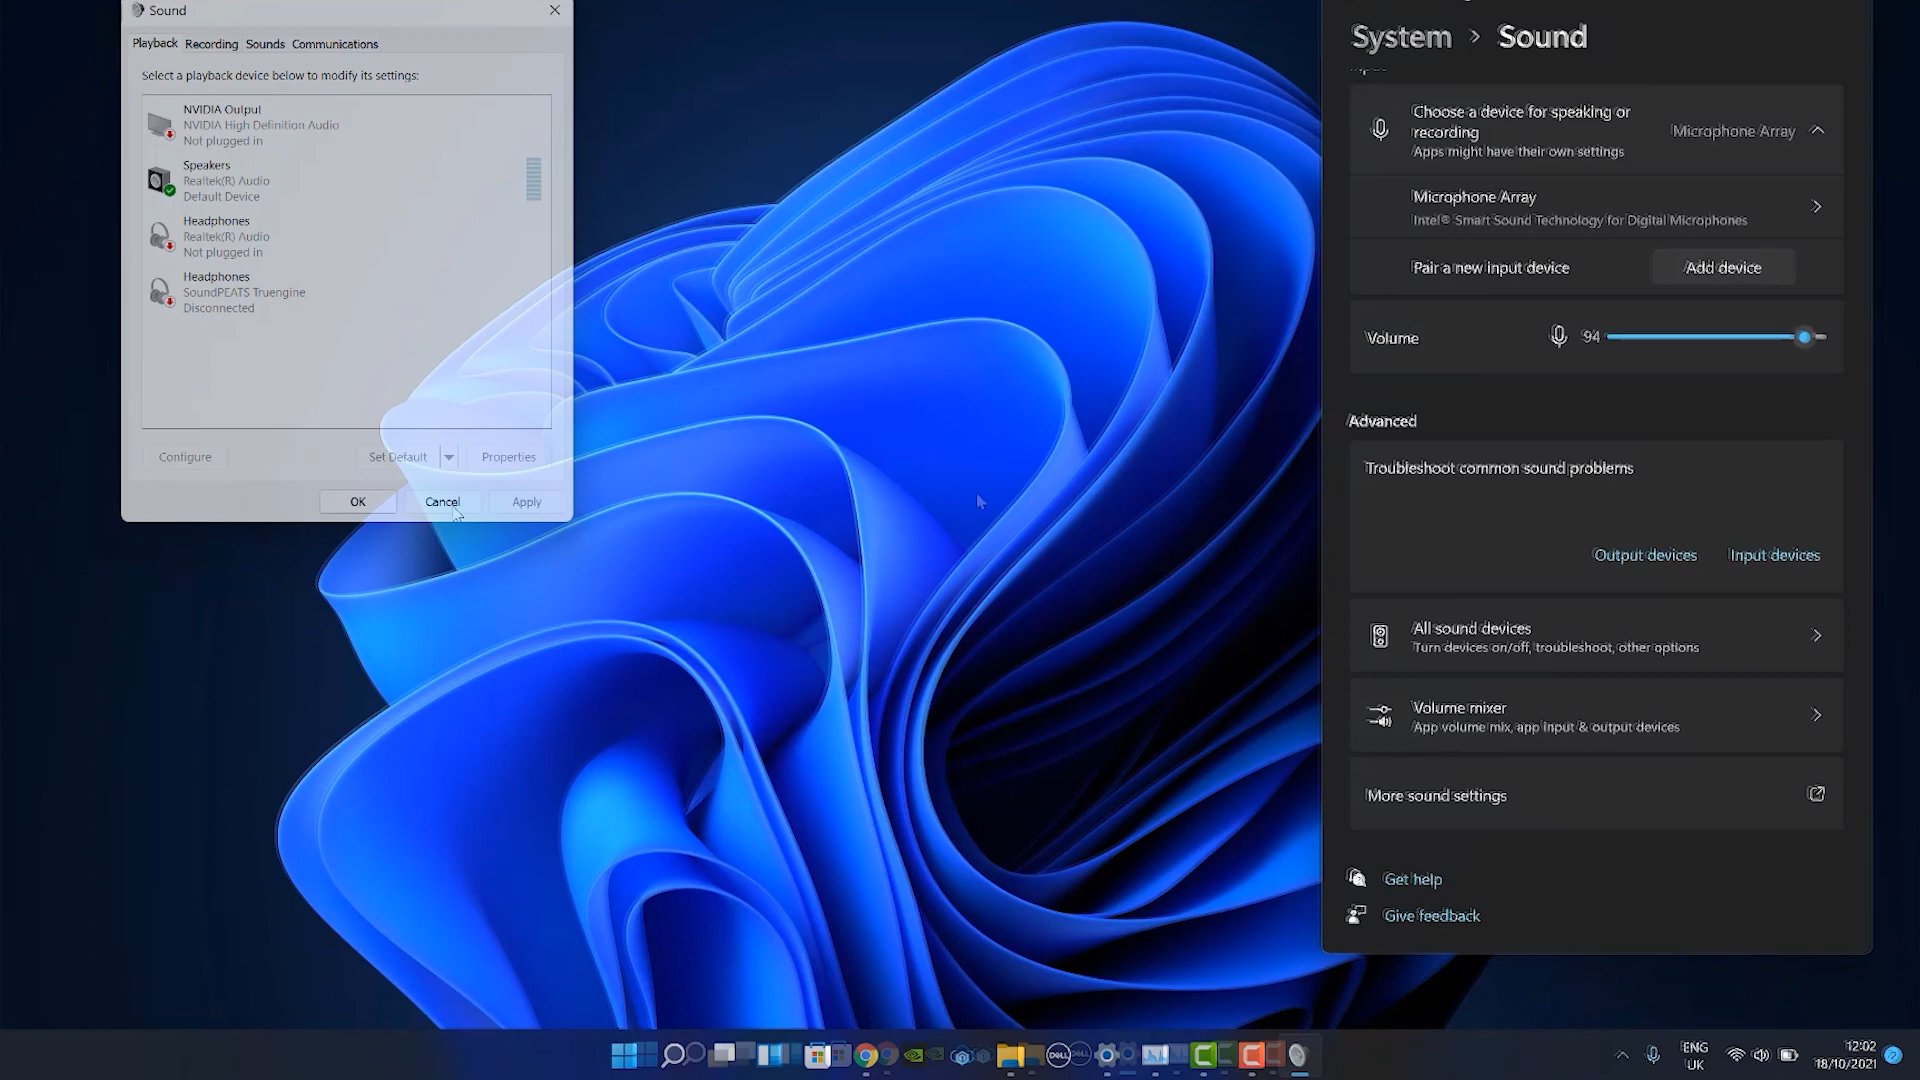 Sound
Playback Recording Sounds Communications
Select a playback device below to modify its settings:
NVIDIA Output
NVIDIA High Definition Audio
Not plugged in
Speakers
Realtek(R) Audio
Default Device
Headphones
Realtek(R) Audio
Not plugged in
Headphones
SoundPEATS Truengine
Disconnected
Configure
Set Default
Properties
OK
Cancel
Apply
System > Sound
Choose a device for speaking or
recording
Apps might have their own settings
Microphone Array
Microphone Array
Intel® Smart Sound Technology for Digital Microphones
Pair a new input device
Add device
Volume
94
Advanced
Troubleshoot common sound problems
Output devices
Input devices
All sound devices
Turn devices on/off, troubleshoot, other options
Volume mixer
App volume mix, app input & output devices
More sound settings
Get help
Give feedback
DELL
ENG
UK
12:02
18/10/2021
2